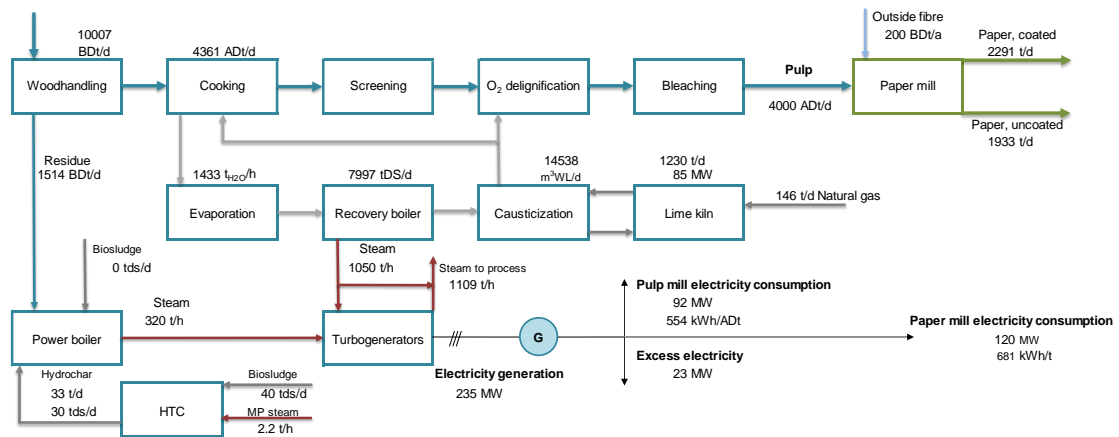 10007
BDt/d
Woodhandling
4361 ADt/d
Cooking
Screening
O2 delignification
Bleaching
Pulp
4000 ADt/d
Outside fibre
200 BDt/a
Paper mill
Paper, coated
2291 t/d
Paper, uncoated
1933 t/d
Residue
1514 BDt/d
1433 tH2O/h
Evaporation
7997 tDS/d
Recovery boiler
14538
m3WL/d
Causticization
1230 t/d
85 MW
Lime kiln
146 t/d Natural gas
Biosludge
0 tds/d
Steam
1050 t/h
Steam to process
1109 t/h
Steam
320 t/h
Power boiler
Turbogenerators
G
Electricity generation
235 MW
Pulp mill electricity consumption
92 MW
554 kWh/ADt
Excess electricity
23 MW
Paper mill electricity consumption
120 MW
681 kWh/t
Hydrochar
33 t/d
30 tds/d
HTC
Biosludge
40 tds/d
MP steam
2.2 t/h